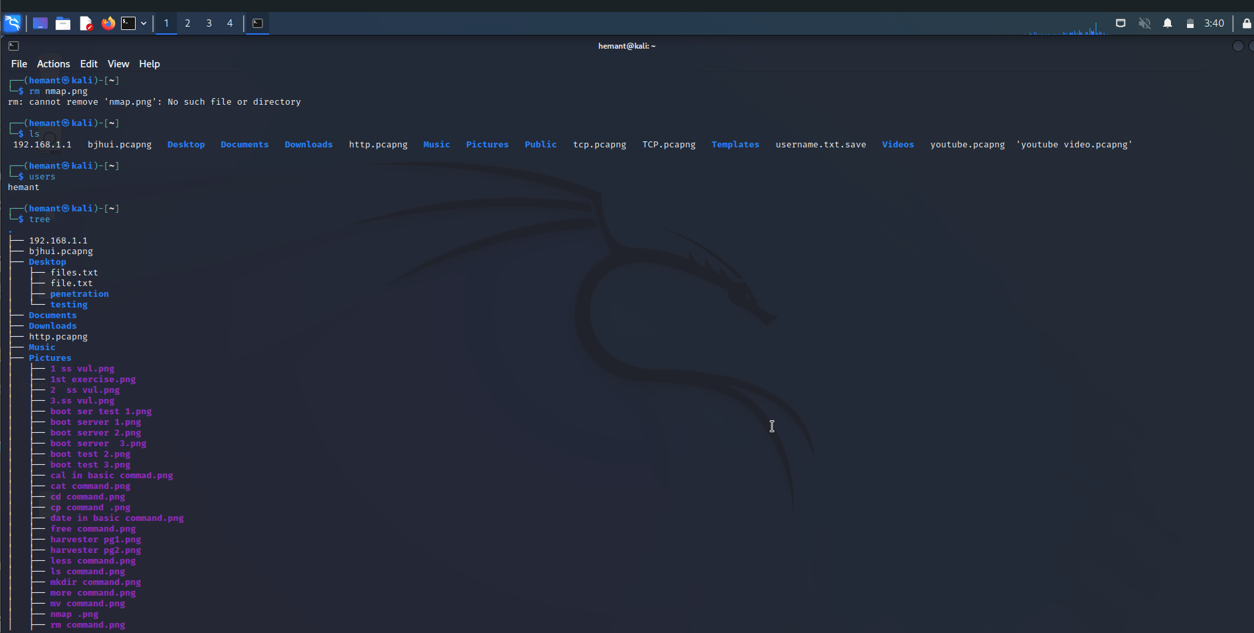 1 2 3 4 3:40
hemant@kali: ~
File Actions Edit View Help
┌──(hemant㉿kali)-[~]
└─$ rm nmap.png
rm: cannot remove 'nmap.png': No such file or directory
┌──(hemant㉿kali)-[~]
└─$ ls
192.168.1.1 bjhui.pcapng Desktop Documents Downloads http.pcapng Music Pictures Public tcp.pcapng TCP.pcapng Templates username.txt.save Videos youtube.pcapng 'youtube video.pcapng'
┌──(hemant㉿kali)-[~]
└─$ users
hemant
┌──(hemant㉿kali)-[~]
└─$ tree
.
├── 192.168.1.1
├── bjhui.pcapng
├── Desktop
│   ├── files.txt
│   ├── file.txt
│   ├── penetration
│   └── testing
├── Documents
├── Downloads
├── http.pcapng
├── Music
├── Pictures
│   ├── 1 ss vul.png
│   ├── 1st exercise.png
│   ├── 2  ss vul.png
│   ├── 3.ss vul.png
│   ├── boot ser test 1.png
│   ├── boot server 1.png
│   ├── boot server 2.png
│   ├── boot server  3.png
│   ├── boot test 2.png
│   ├── boot test 3.png
│   ├── cal in basic commad.png
│   ├── cat command.png
│   ├── cd command.png
│   ├── cp command .png
│   ├── date in basic command.png
│   ├── free command.png
│   ├── harvester pg1.png
│   ├── harvester pg2.png
│   ├── less command.png
│   ├── ls command.png
│   ├── mkdir command.png
│   ├── more command.png
│   ├── mv command.png
│   ├── nmap .png
│   ├── rm command.png